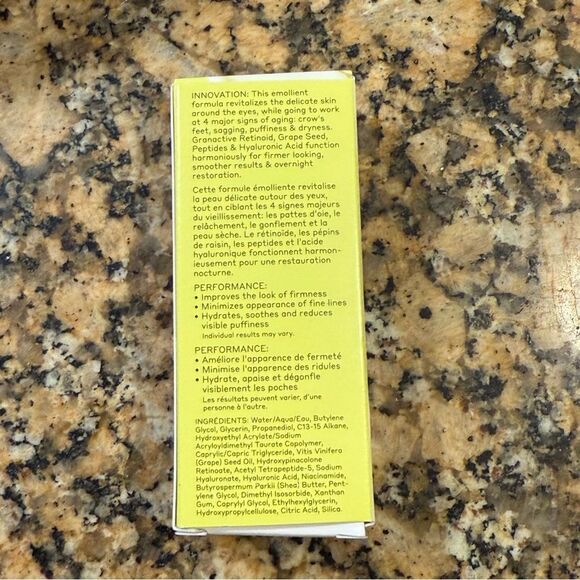 INNOVATION: This emollient
formula revitalizes the delicate skin
around the eyes, while going to work
at 4 major signs of aging: crow's
feet, sagging, puffiness & dryness.
Granactive Retinoid, Grape Seed,
Peptides & Hyaluronic Acid function
harmoniously for firmer looking,
smoother results & overnight
restoration.
Cette formule émolliente revitalise
la peau délicate autour des yeux,
tout en ciblant les 4 signes majeurs
du vieillissement: les pattes d'oie, le
relâchement, le gonflement et la
peau sèche. Le rétinoïde, les pépins
de raisin, les peptides et l'acide
hyaluronique fonctionnent harmon-
ieusement pour une restauration
nocturne.
PERFORMANCE:
• Improves the look of firmness
• Minimizes appearance of fine lines
• Hydrates, soothes and reduces
visible puffiness
Individual results may vary.
PERFORMANCE:
• Améliore l'apparence de fermeté
• Minimise l'apparence des ridules
• Hydrate, apaise et dégonfle
visiblement les poches
Les résultats peuvent varier, d'une
personne à l'autre.
INGRÉDIENTS: Water/Aqua/Eau, Butylene
Glycol, Glycerin, Propanediol, C13-15 Alkane,
Hydroxyethyl Acrylate/Sodium
Acryloyldimethyl Taurate Copolymer,
Caprylic/Capric Triglyceride, Vitis Vinifera
(Grape) Seed Oil, Hydroxypinacolone
Retinoate, Acetyl Tetrapeptide-5, Sodium
Hyaluronate, Hyaluronic Acid, Niacinamide,
Butyrospermum Parkii (Shea) Butter, Pent-
ylene Glycol, Dimethyl Isosorbide, Xanthan
Gum, Caprylyl Glycol, Ethylhexylglycerin,
Hydroxypropylcellulose, Citric Acid, Silica.